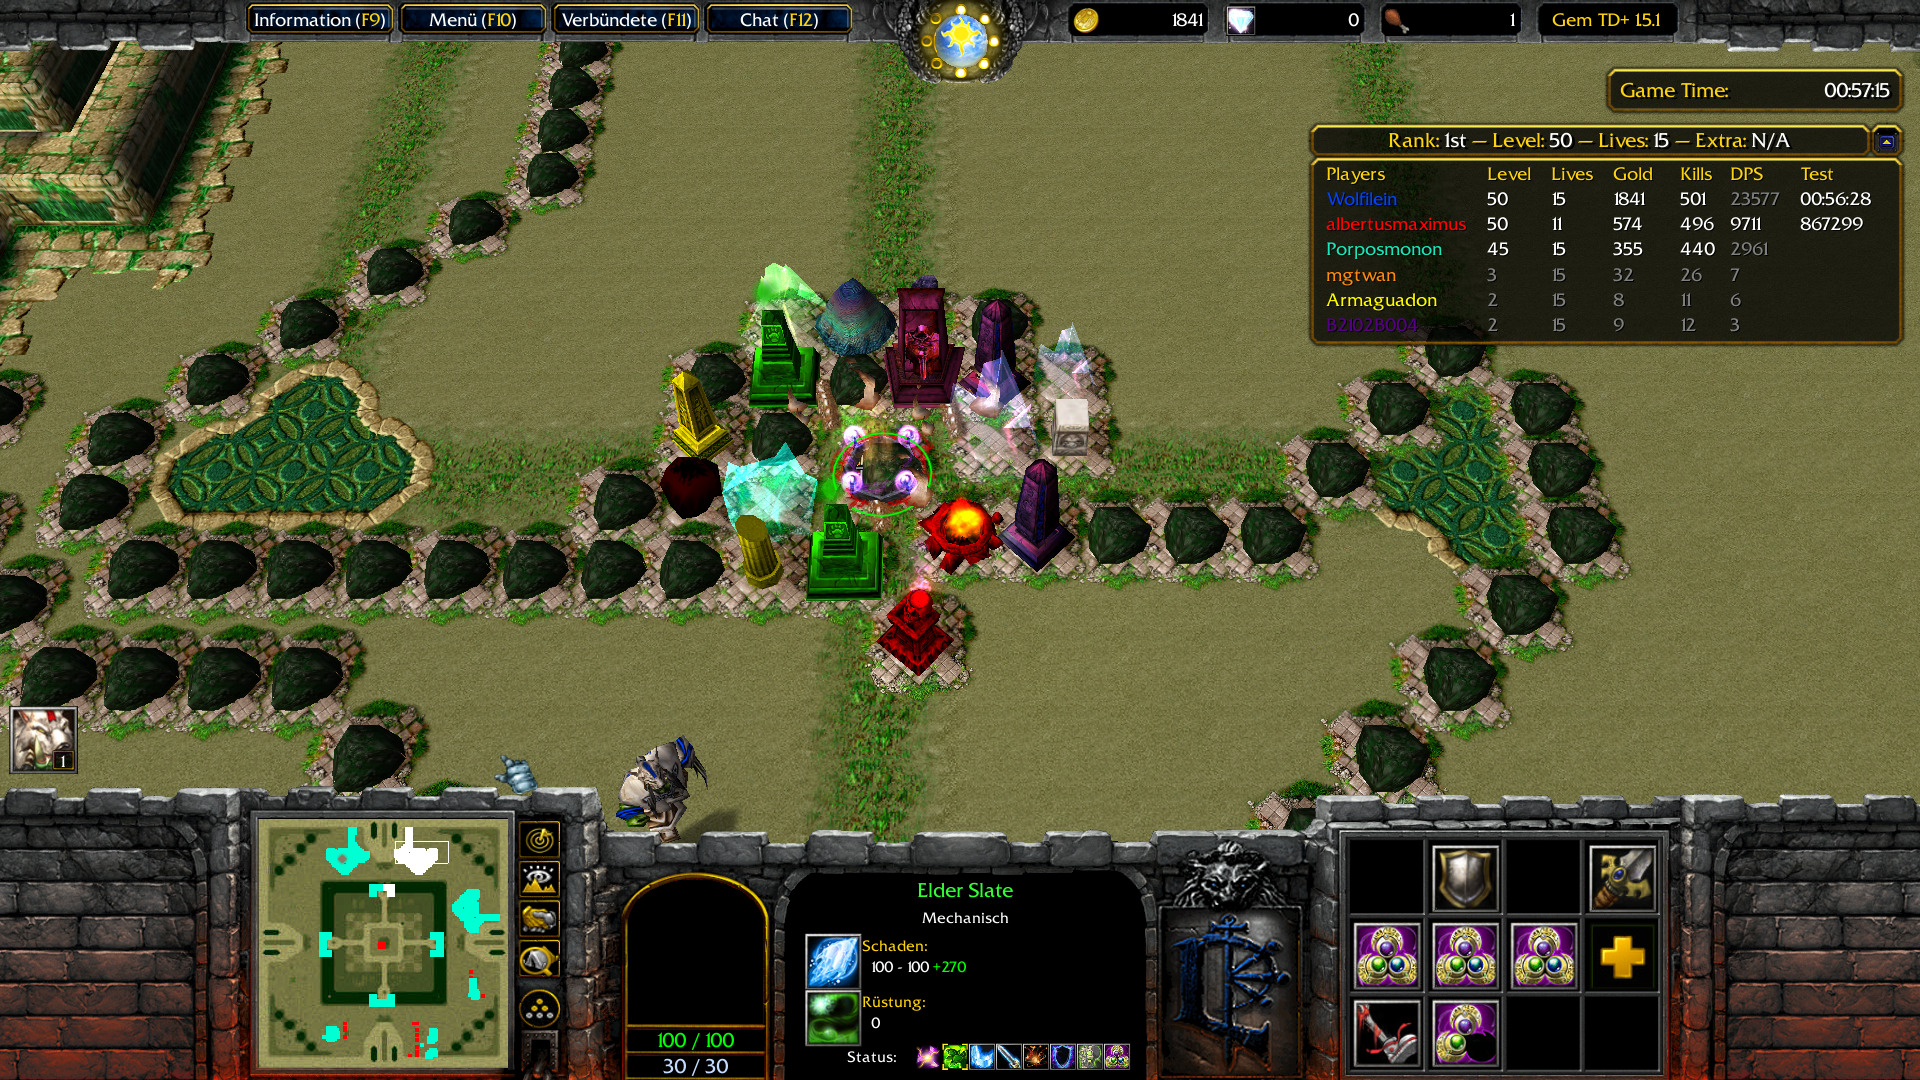 Information (F9)
Menü (F10)
Verbündete (F11)
Chat (F12)
1841
0
1
Gem TD+ 15.1
Game Time: 00:57:15
Rank: 1st – Level: 50 – Lives: 15 – Extra: N/A
Players Level Lives Gold Kills DPS Test
Wolfilein 50 15 1841 501 23577 00:56:28
albertusmaximus 50 11 574 496 9711 867299
Porposmonon 45 15 355 440 2961
mgtwan 3 15 32 26 7
Armaguadon 2 15 8 11 6
B2102B004 2 15 9 12 3
1
Elder Slate
Mechanisch
Schaden:
100 - 100 +270
Rüstung:
0
Status:
100 / 100
30 / 30